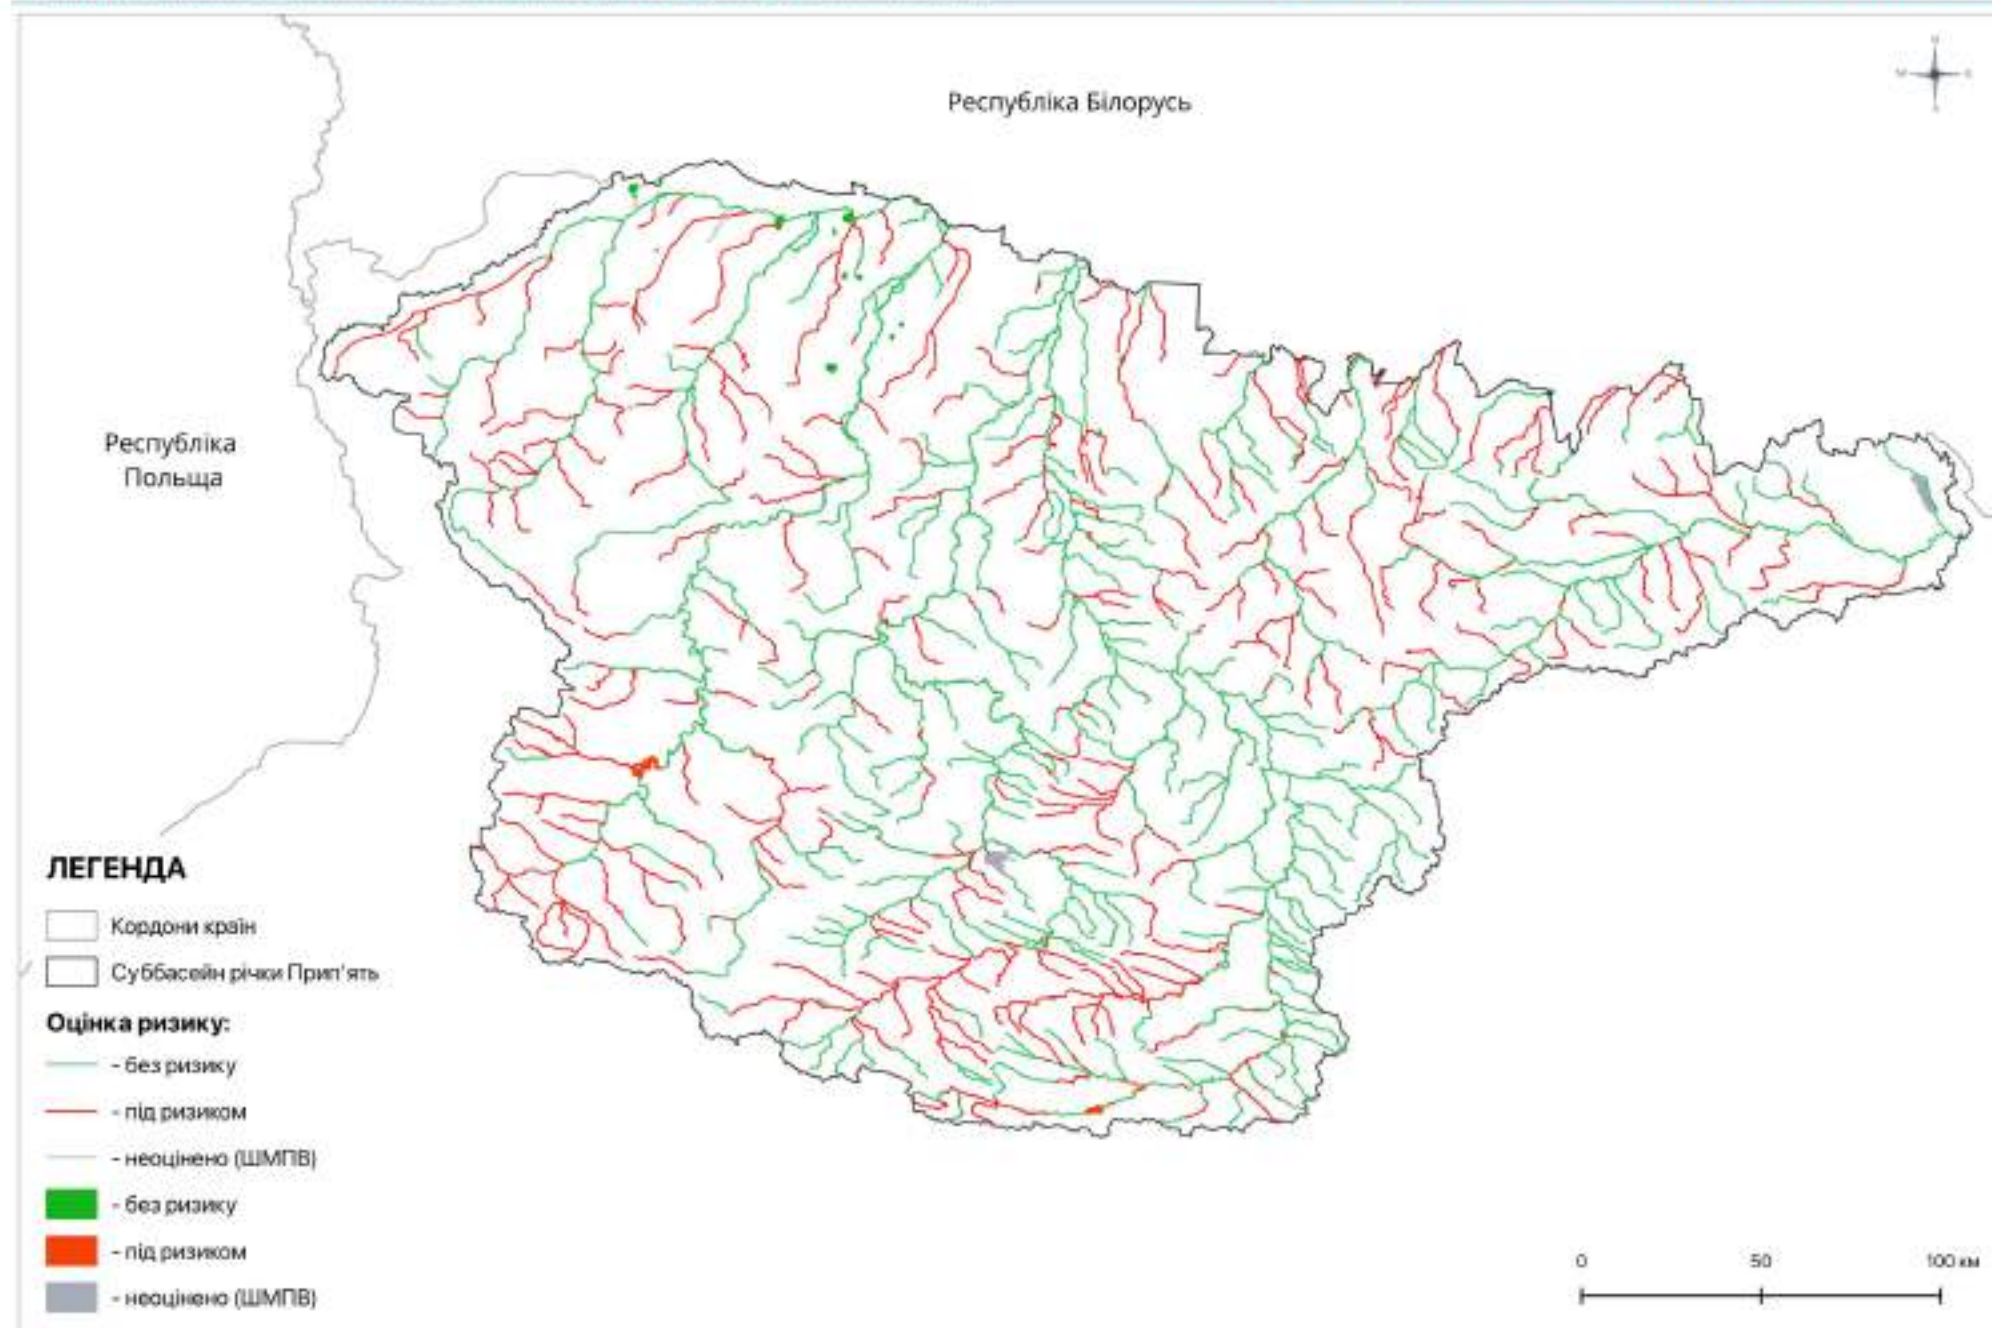 Республіка Білорусь
Республіка
Польща
ЛЕГЕНДА
Кордони країн
Суббасейн річки Прип'ять
Оцінка ризику:
- без ризику
- під ризиком
- неоцінено (ШМПВ)
- без ризику
- під ризиком
- неоцінено (ШМПВ)
0 50 100 км